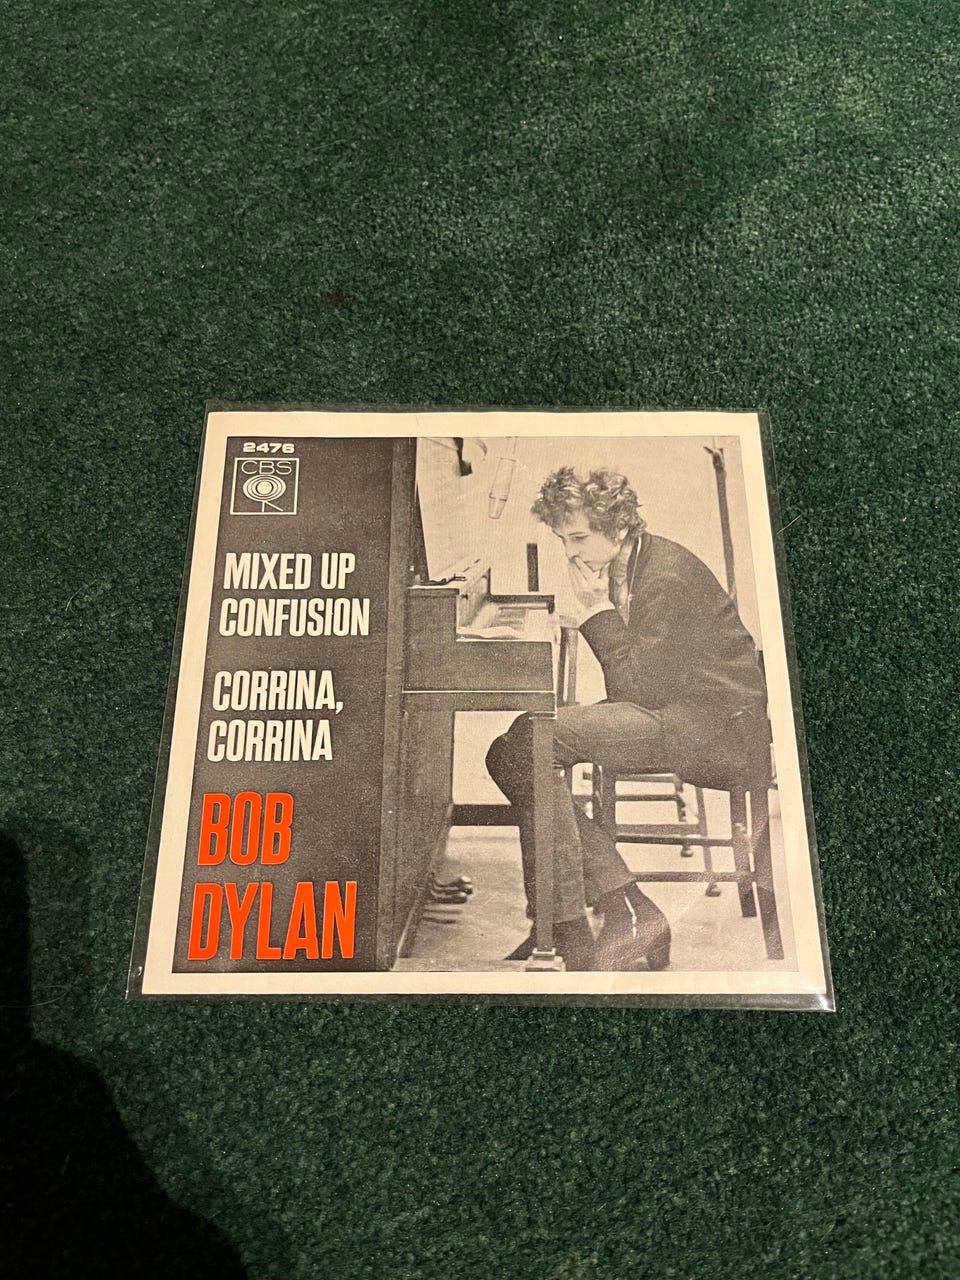 2476
CBS
MIXED UP
CONFUSION
CORRINA,
CORRINA
BOB
DYLAN